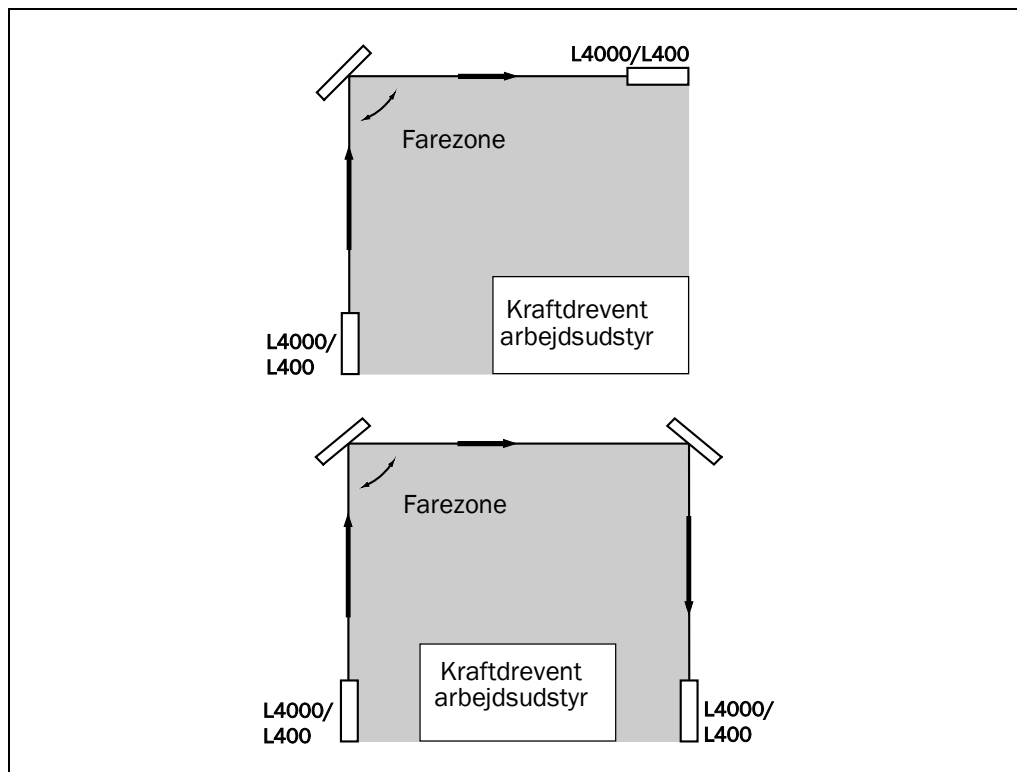 L4000/L400
Farezone
Kraftdrevent
arbejdsudstyr
L4000/
L400
Farezone
Kraftdrevent
arbejdsudstyr
L4000/
L400
L4000/
L400